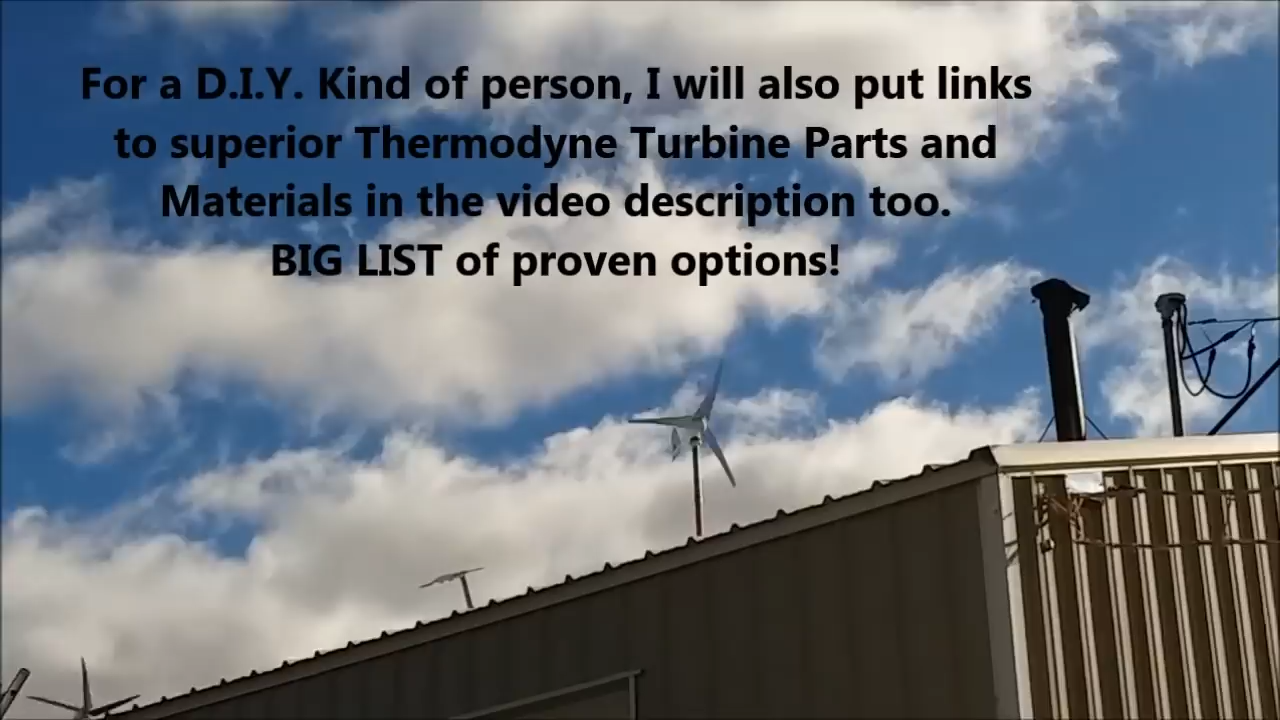 For a D.I.Y. Kind of person, I will also put links
to superior Thermodyne Turbine Parts and
Materials in the video description too.
BIG LIST of proven options!